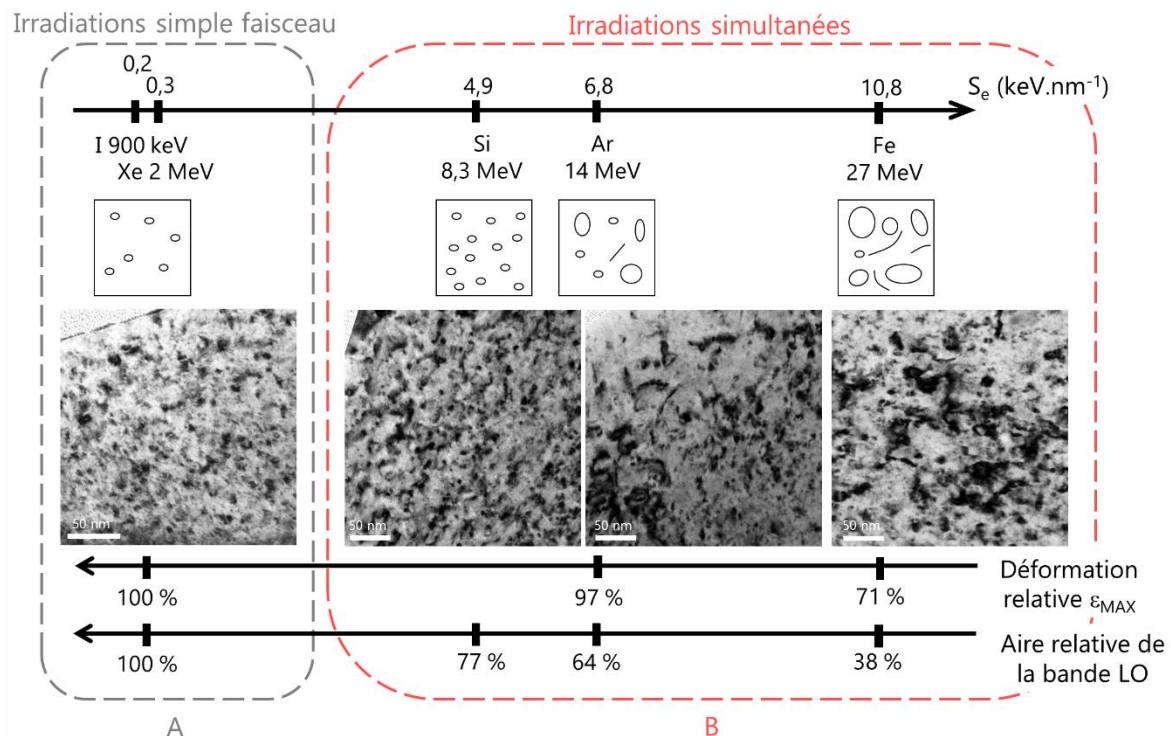 Irradiations simple faisceau
Irradiations simultanées
0,2
0,3
4,9
6,8
10,8
Sₑ (keV.nm⁻¹)
I 900 keV
Xe 2 MeV
Si
8,3 MeV
Ar
14 MeV
Fe
27 MeV
50 nm
50 nm
50 nm
50 nm
100 %
97 %
71 %
Déformation
relative εMAX
100 %
77 %
64 %
38 %
Aire relative de
la bande LO
A
B